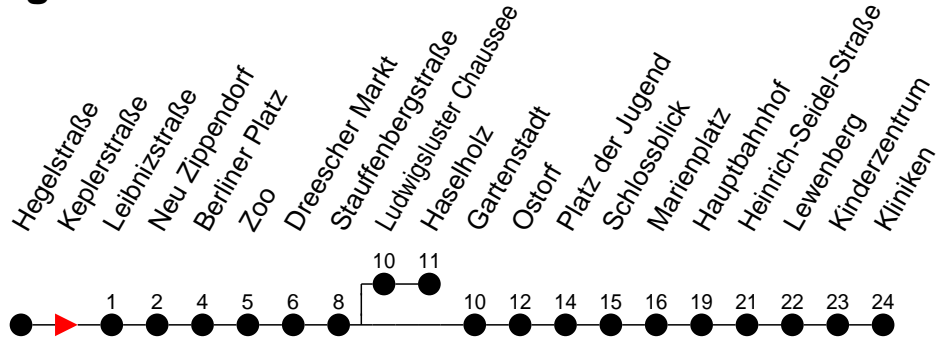 Hegelstraße
Keplerstraße
Leibnizstraße
Neu Zippendorf
Berliner Platz
Zoo
Dreescher Markt
Stauffenbergstraße
Ludwigsluster Chaussee
Haselholz
Gartenstadt
Ostorf
Platz der Jugend
Schlossblick
Marienplatz
Hauptbahnhof
Heinrich-Seidel-Straße
Lewenberg
Kinderzentrum
Kliniken
10 11
1 2 4 5 6 8 10 12 14 15 16 19 21 22 23 24